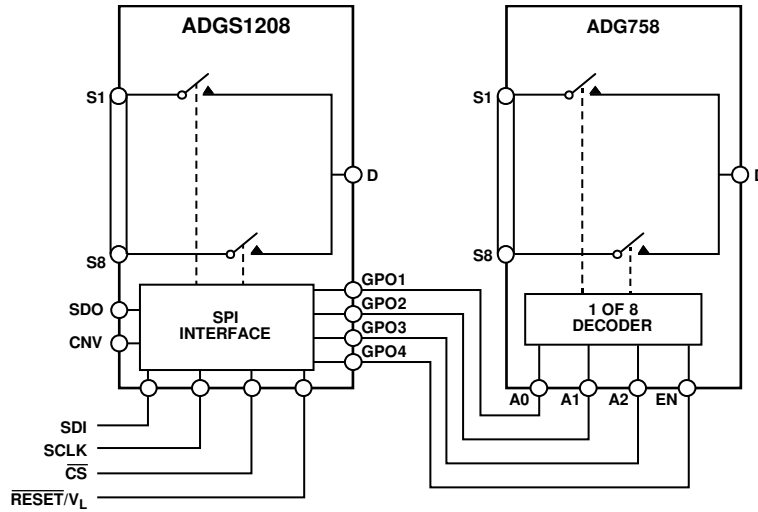 ADGS1208
S1
D
S8
SDO
CNV
SPI
INTERFACE
GPO1
GPO2
GPO3
GPO4
SDI
SCLK
CS
RESET/VL
ADG758
S1
D
S8
1 OF 8
DECODER
A0
A1
A2
EN